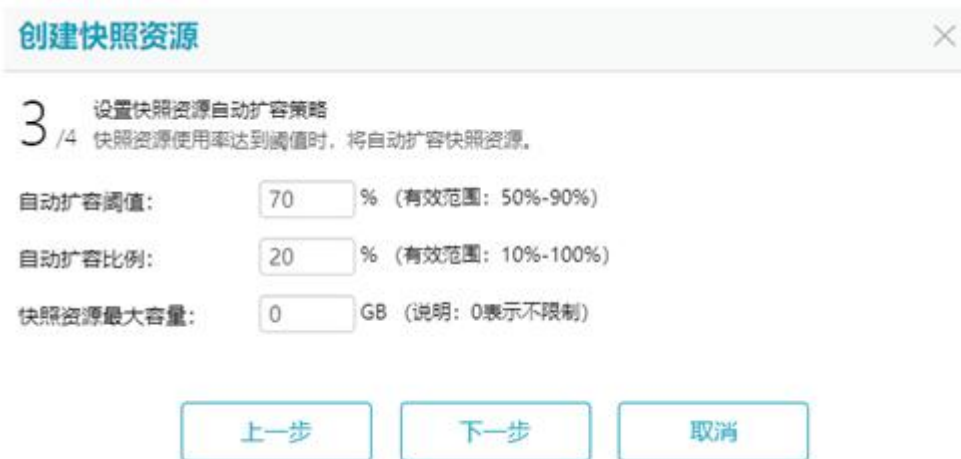 创建快照资源
3/4 设置快照资源自动扩容策略
快照资源使用率达到阈值时，将自动扩容快照资源。
自动扩容阈值： 70 % (有效范围：50%-90%)
自动扩容比例： 20 % (有效范围：10%-100%)
快照资源最大容量： 0 GB (说明：0表示不限制)
上一步 下一步 取消